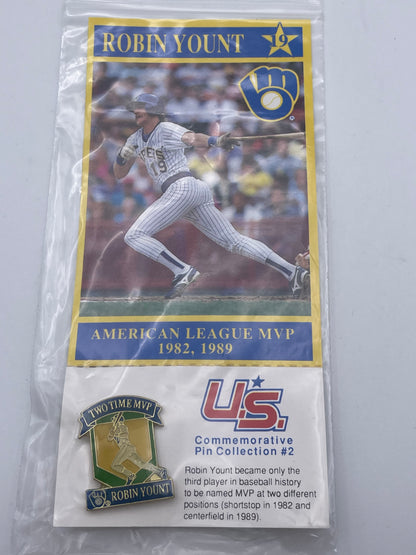 ROBIN YOUNT
19
ERS
19
AMERICAN LEAGUE MVP
1982, 1989
U.S.
Commemorative
Pin Collection #2
Robin Yount became only the
third player in baseball history
to be named MVP at two different
positions (shortstop in 1982 and
centerfield in 1989).
TWO TIME MVP
ROBIN YOUNT